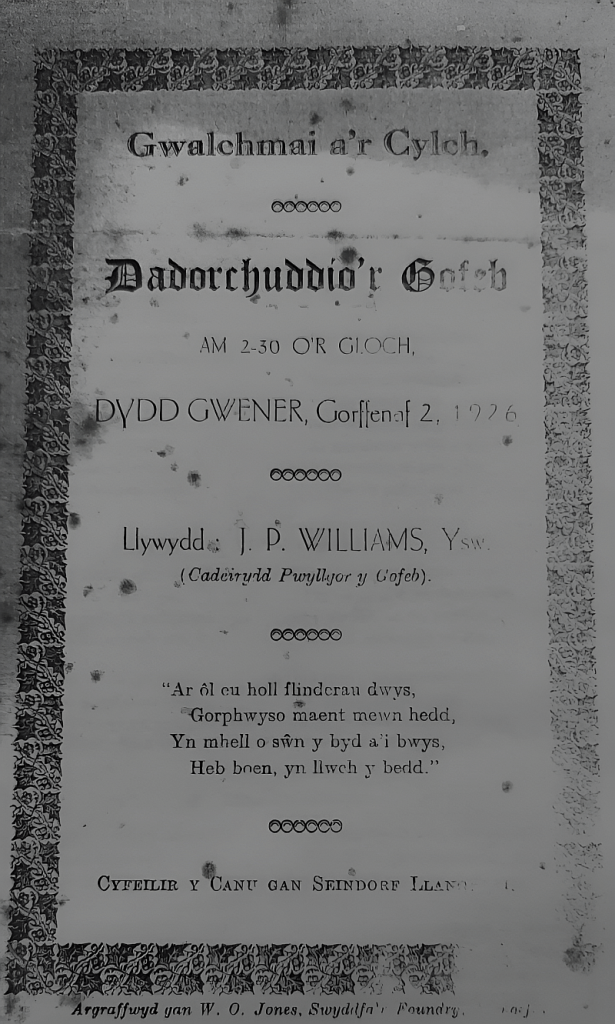 Gwalchmai a'r Cylch.
Dadorchuddio'r Gofeb
AM 2-30 O'R GLOCH,
DYDD GWENER, Gorffenaf 2, 1926
Llywydd : J. P. WILLIAMS, Ysw.
(Cadeirydd Pwyllgor y Gofeb).
"Ar ôl eu holl flinderau dwys,
Gorphwyso maent mewn hedd,
Yn mhell o sŵn y byd a'i bwys,
Heb boen, yn llwch y bedd."
CYFEILIR Y CANU GAN SEINDORF
Argraffwyd gan W. O. Jones, Swyddfa'r Foundry,